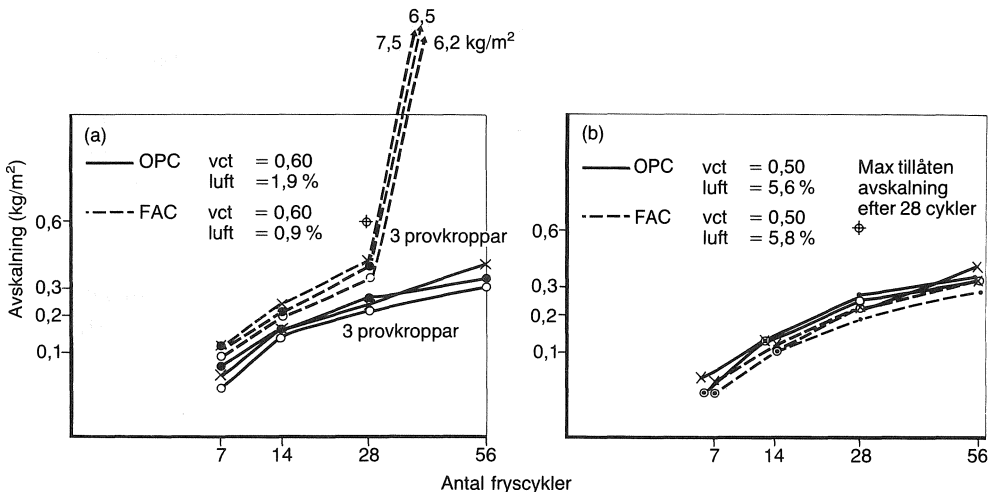 6,5
7,5 6,2 kg/m²
(a)
OPC vct = 0,60
luft = 1,9 %
FAC vct = 0,60
luft = 0,9 %
3 provkroppar
3 provkroppar
Avskalning (kg/m²)
0,6
0,3
0,2
0,1
7 14 28 56
(b)
OPC vct = 0,50
luft = 5,6 %
FAC vct = 0,50
luft = 5,8 %
Max tillåten
avskalning
efter 28 cykler
0,6
0,3
0,2
0,1
7 14 28 56
Antal fryscykler